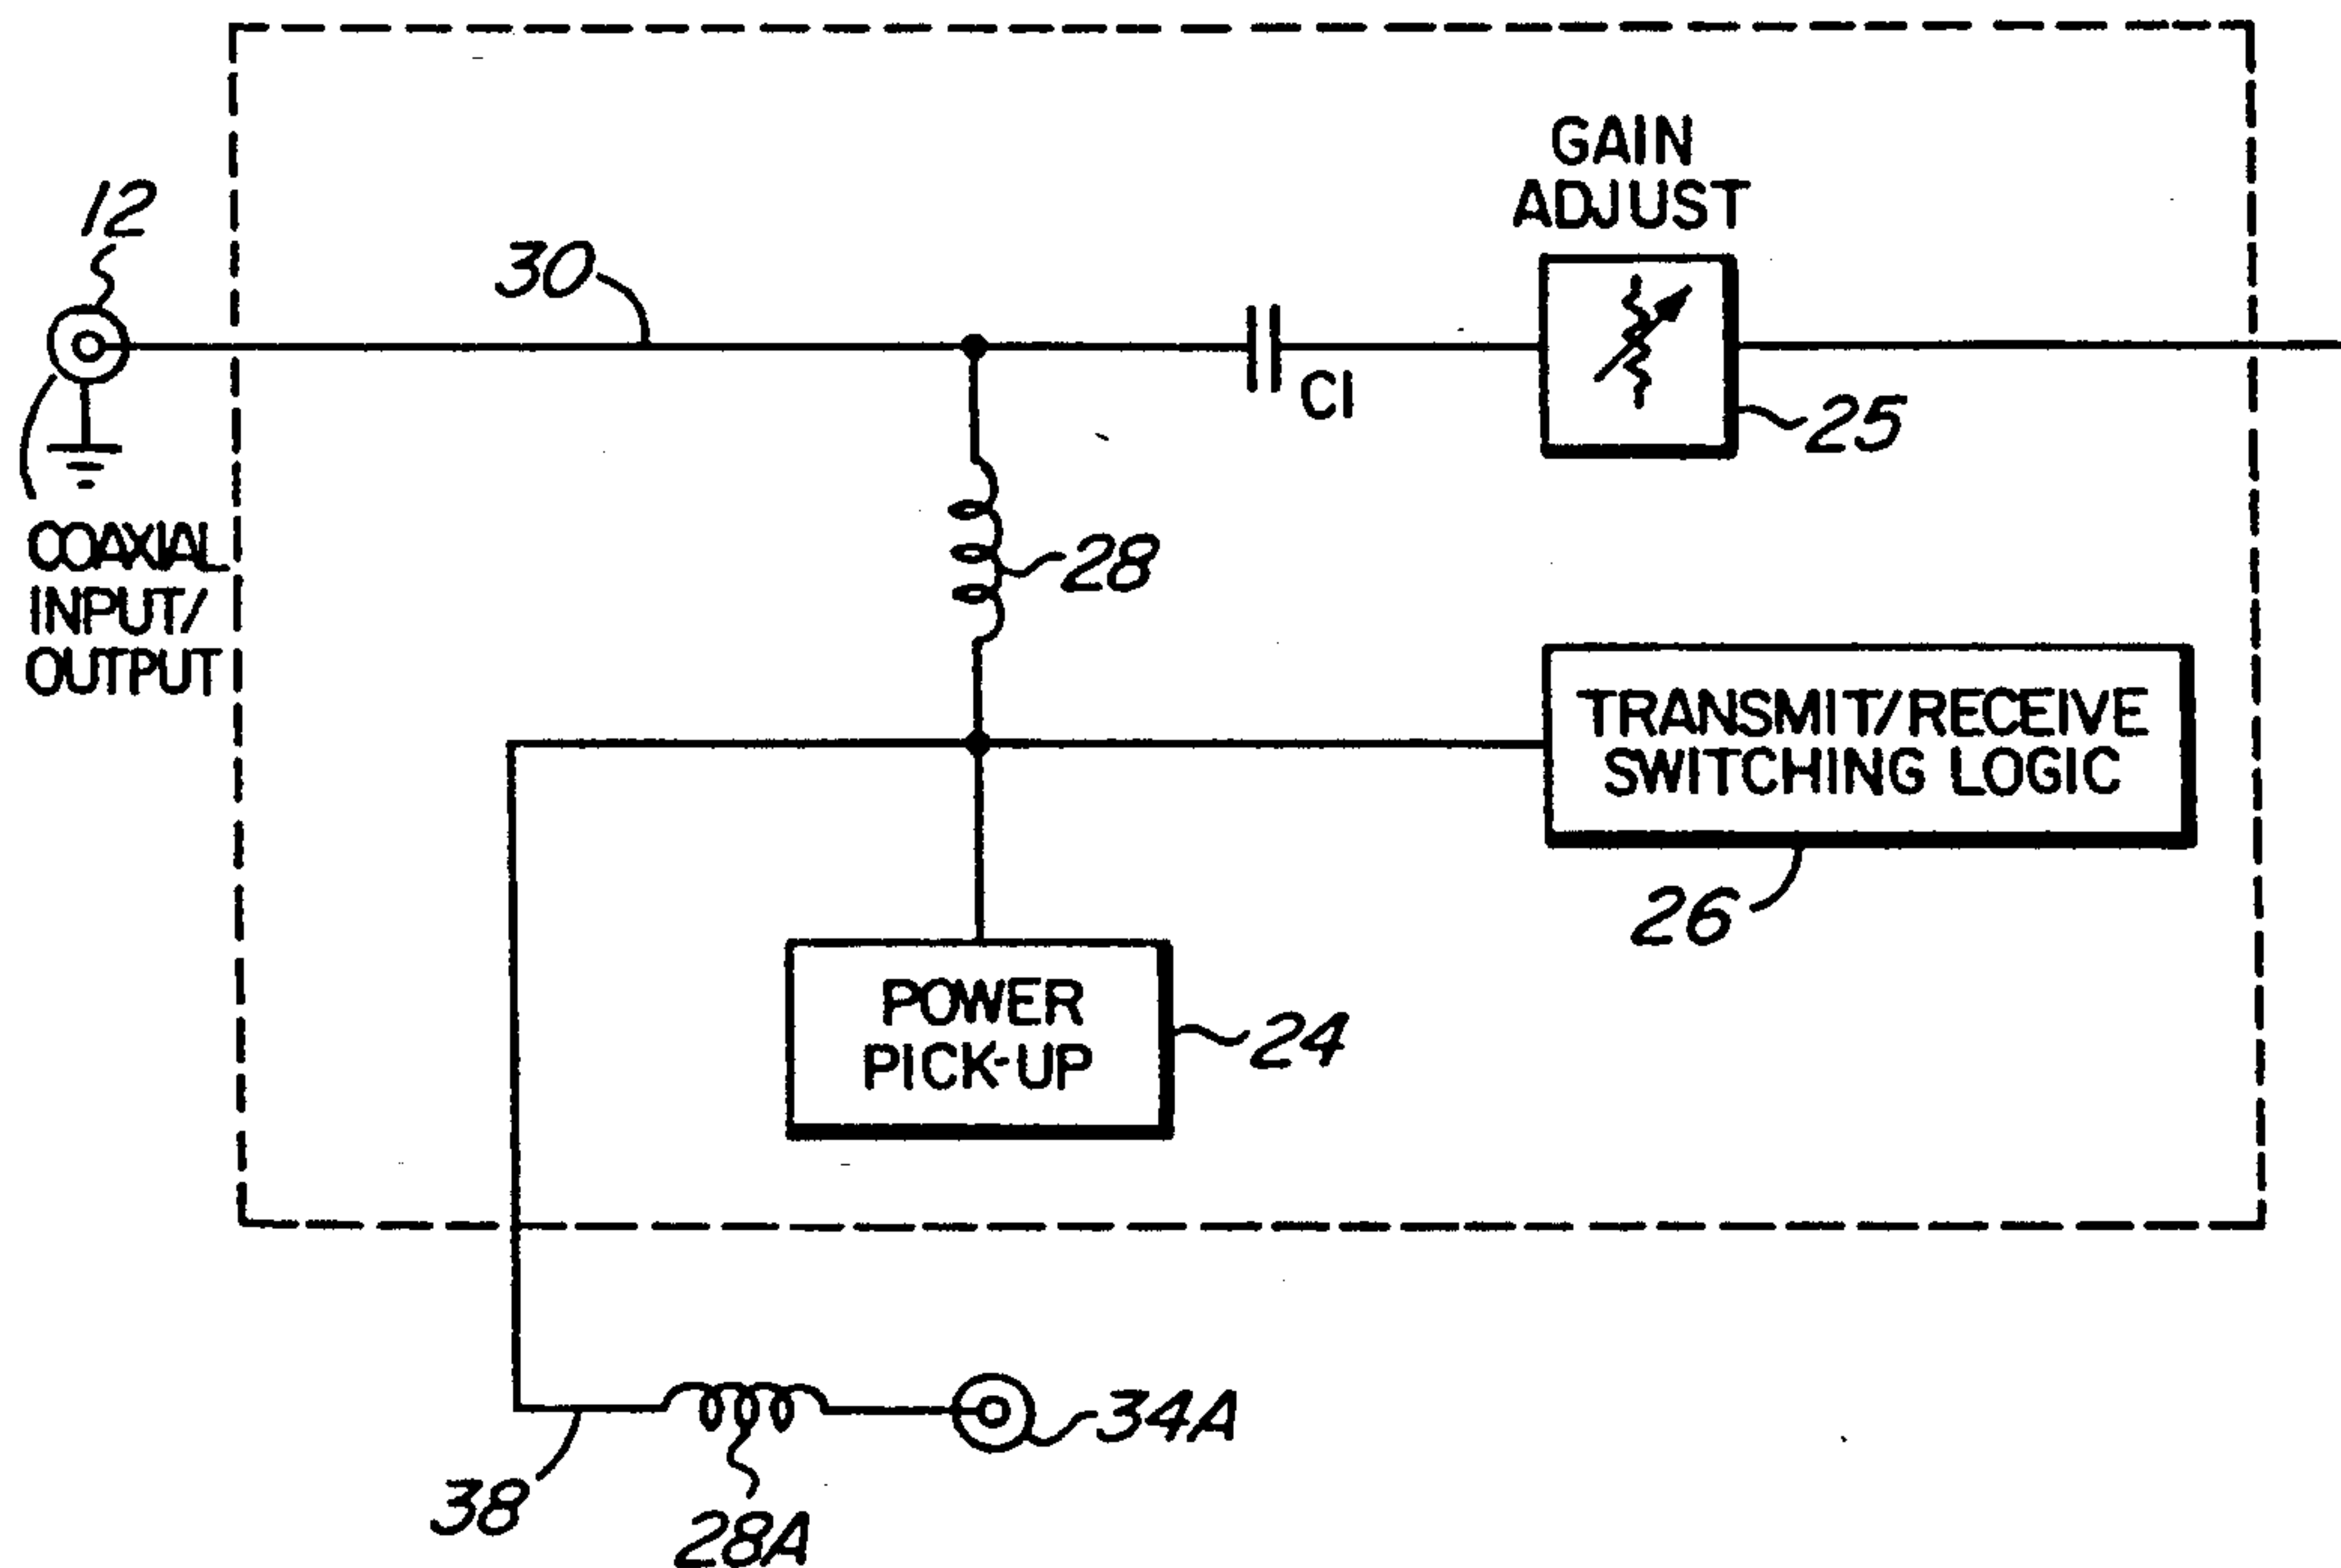 GAIN
ADJUST
12
30
C1
25
COAXIAL
INPUT/
OUTPUT
28
TRANSMIT/RECEIVE
SWITCHING LOGIC
26
POWER
PICK-UP
24
34A
38
28A